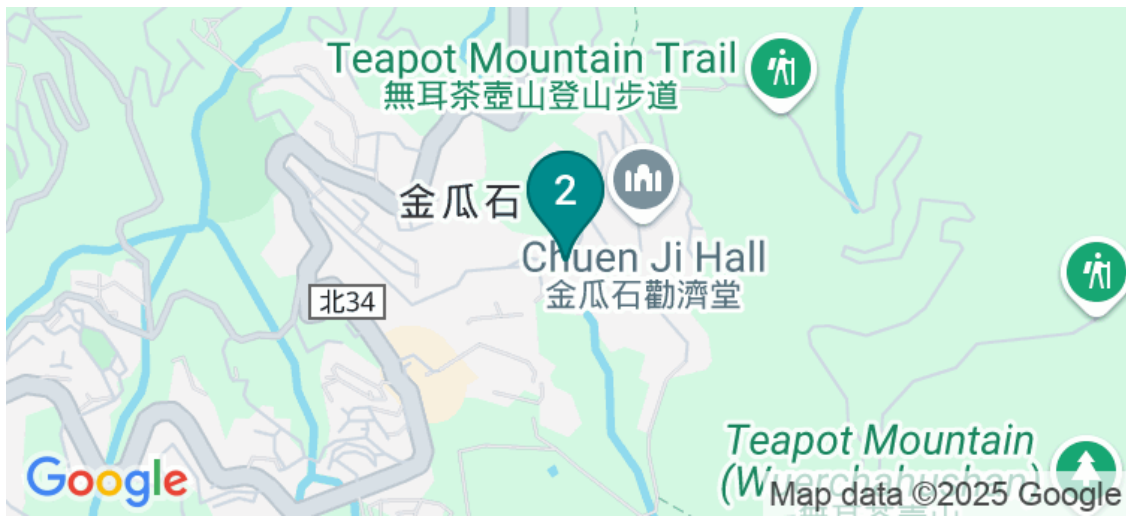 Teapot Mountain Trail
無耳茶壺山登山步道
金瓜石
2
Chuen Ji Hall
金瓜石勸濟堂
北34
Teapot Mountain
Google
Map data ©2025 Google